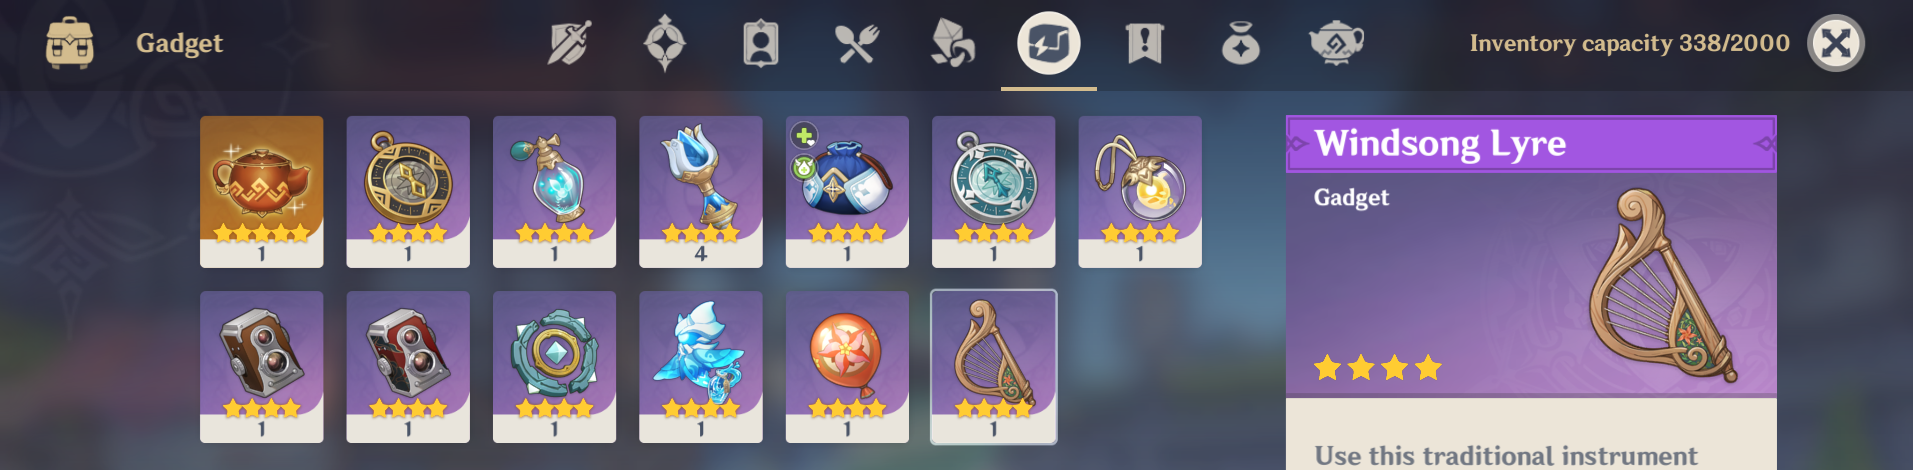 Gadget
Inventory capacity 338/2000
1
1
1
4
1
1
1
1
1
1
1
1
1
Windsong Lyre
Gadget
Use this traditional instrument